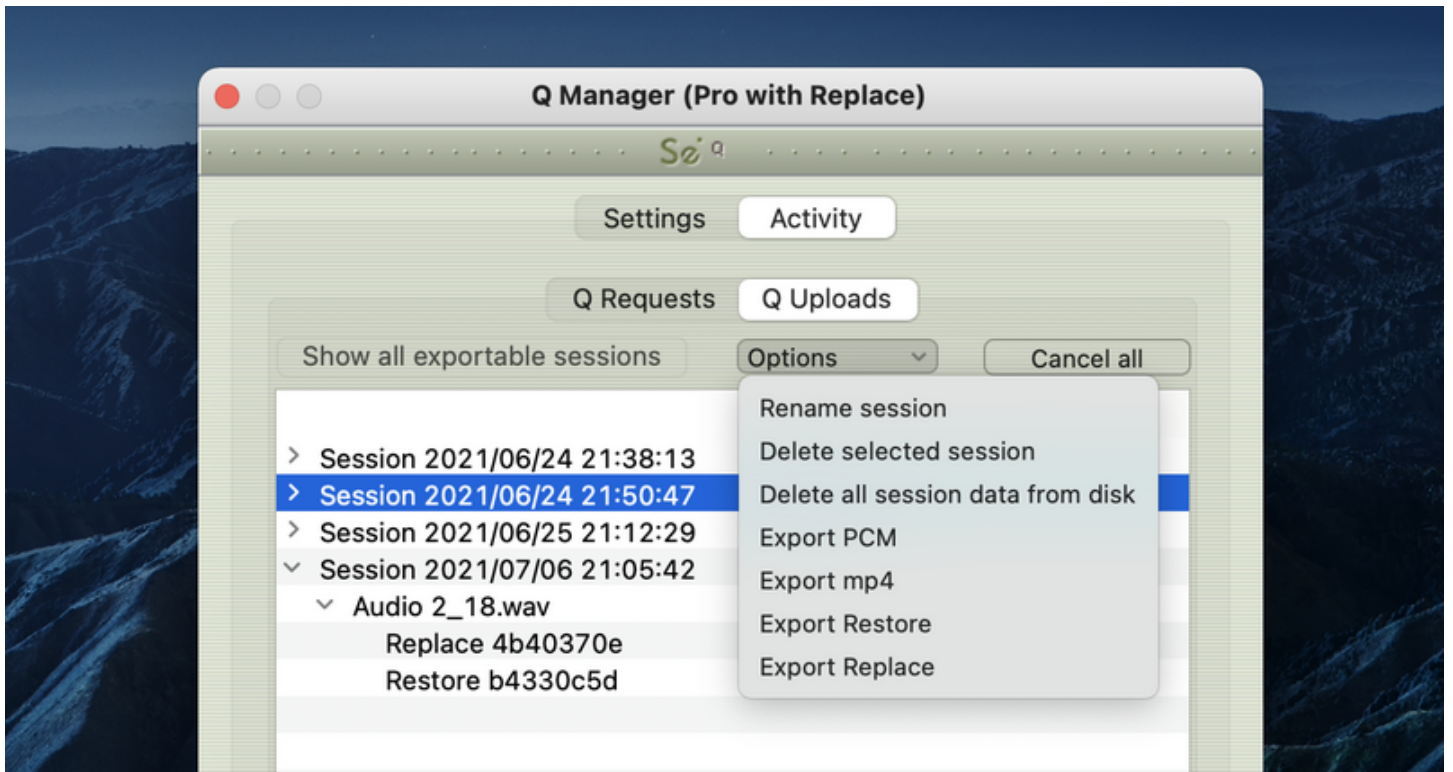 Q Manager (Pro with Replace)
Se Q
Settings Activity
Q Requests Q Uploads
Show all exportable sessions Options Cancel all
Rename session
Delete selected session
Delete all session data from disk
Export PCM
Export mp4
Export Restore
Export Replace
Session 2021/06/24 21:38:13
Session 2021/06/24 21:50:47
Session 2021/06/25 21:12:29
Session 2021/07/06 21:05:42
Audio 2_18.wav
Replace 4b40370e
Restore b4330c5d